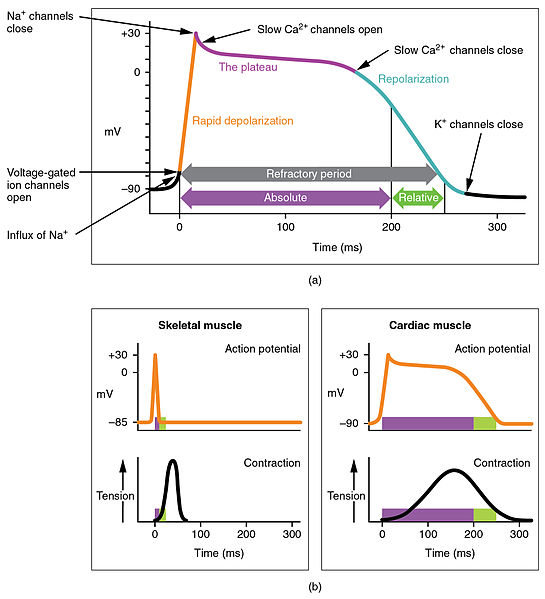 Na⁺ channels
close
+30
Slow Ca²⁺ channels open
Slow Ca²⁺ channels close
0
The plateau
Repolarization
Rapid depolarization
K⁺ channels close
mV
Voltage-gated
ion channels
open
Refractory period
−90
Absolute
Relative
Influx of Na⁺
0
100
200
300
Time (ms)
(a)
Skeletal muscle
Action potential
+30
0
mV
−85
Contraction
Tension
0
100
200
300
Time (ms)
Cardiac muscle
Action potential
+30
0
mV
−90
Contraction
Tension
0
100
200
300
Time (ms)
(b)